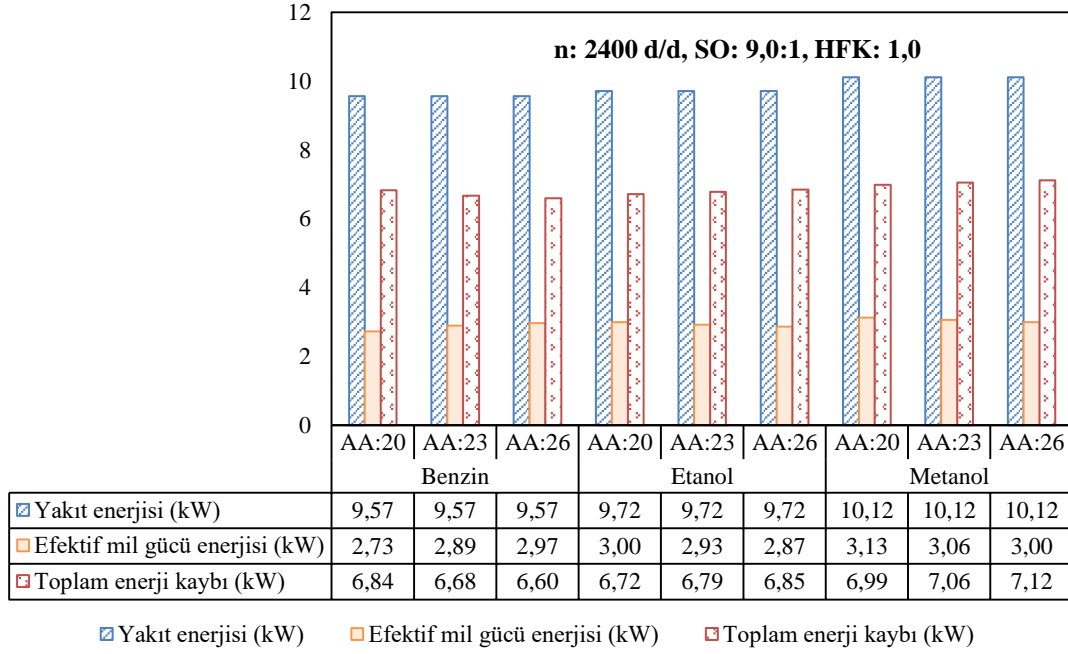 12
n: 2400 d/d, SO: 9,0:1, HFK: 1,0
10
8
6
4
2
0
AA:20 AA:23 AA:26 AA:20 AA:23 AA:26 AA:20 AA:23 AA:26
Benzin Etanol Metanol
Yakıt enerjisi (kW) 9,57 9,57 9,57 9,72 9,72 9,72 10,12 10,12 10,12
Efektif mil gücü enerjisi (kW) 2,73 2,89 2,97 3,00 2,93 2,87 3,13 3,06 3,00
Toplam enerji kaybı (kW) 6,84 6,68 6,60 6,72 6,79 6,85 6,99 7,06 7,12
Yakıt enerjisi (kW) Efektif mil gücü enerjisi (kW) Toplam enerji kaybı (kW)